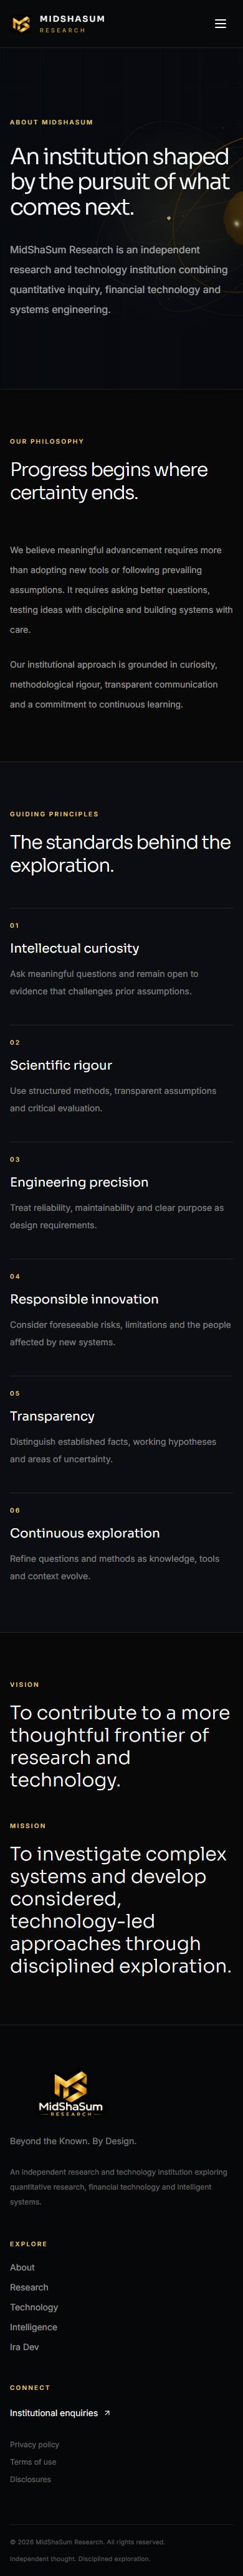 MIDSHASUM
RESEARCH
ABOUT MIDSHASUM
An institution shaped
by the pursuit of what
comes next.
MidShaSum Research is an independent
research and technology institution combining
quantitative inquiry, financial technology and
systems engineering.
OUR PHILOSOPHY
Progress begins where
certainty ends.
We believe meaningful advancement requires more
than adopting new tools or following prevailing
assumptions. It requires asking better questions,
testing ideas with discipline and building systems with
care.
Our institutional approach is grounded in curiosity,
methodological rigour, transparent communication
and a commitment to continuous learning.
GUIDING PRINCIPLES
The standards behind the
exploration.
01
Intellectual curiosity
Ask meaningful questions and remain open to
evidence that challenges prior assumptions.
02
Scientific rigour
Use structured methods, transparent assumptions
and critical evaluation.
03
Engineering precision
Treat reliability, maintainability and clear purpose as
design requirements.
04
Responsible innovation
Consider foreseeable risks, limitations and the people
affected by new systems.
05
Transparency
Distinguish established facts, working hypotheses
and areas of uncertainty.
06
Continuous exploration
Refine questions and methods as knowledge, tools
and context evolve.
VISION
To contribute to a more
thoughtful frontier of
research and
technology.
MISSION
To investigate complex
systems and develop
considered,
technology-led
approaches through
disciplined exploration.
MidShaSum
RESEARCH
Beyond the Known. By Design.
An independent research and technology institution exploring
quantitative research, financial technology and intelligent
systems.
EXPLORE
About
Research
Technology
Intelligence
Ira Dev
CONNECT
Institutional enquiries ↗
Privacy policy
Terms of use
Disclosures
© 2026 MidShaSum Research. All rights reserved.
Independent thought. Disciplined exploration.